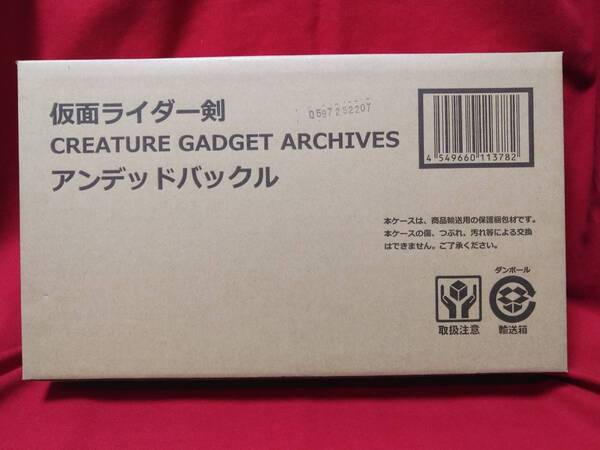 仮面ライダー剣
0597252207
CREATURE GADGET ARCHIVES
アンデッドバックル
4 549660 113782
本ケースは、商品輸送用の保護梱包材です。
本ケースの傷、つぶれ、汚れ等による交換
はできません。ご了承ください。
ダンボール
取扱注意
輸送箱